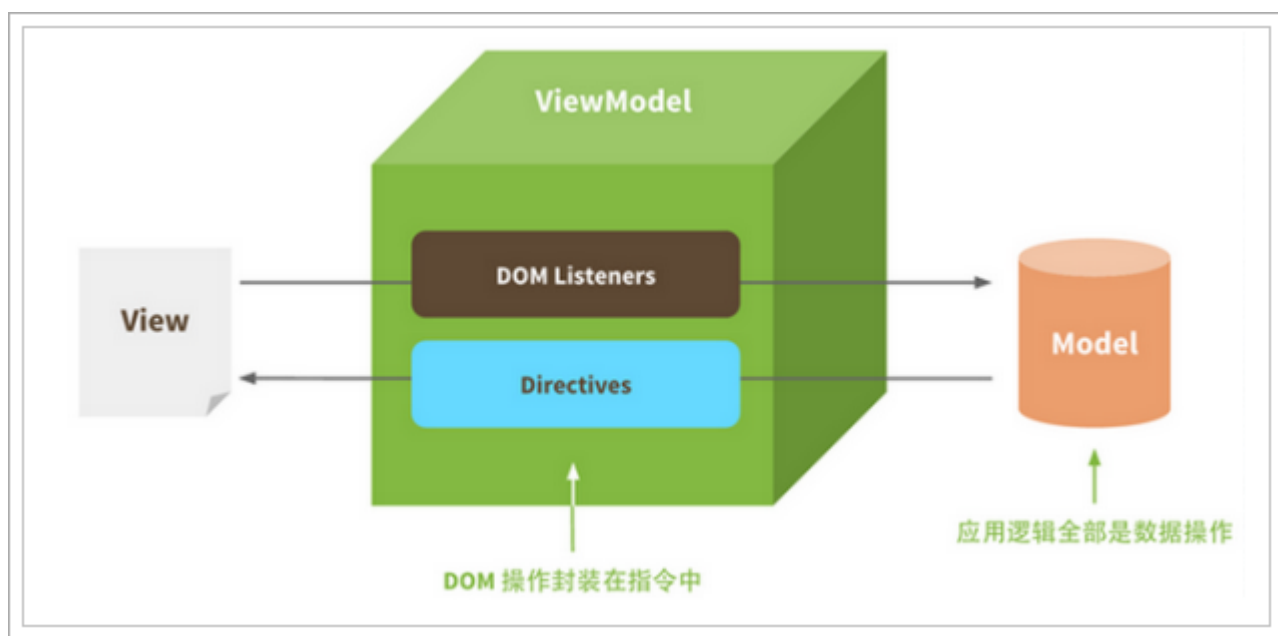 ViewModel
DOM Listeners
View
Model
Directives
应用逻辑全部是数据操作
DOM 操作封装在指令中